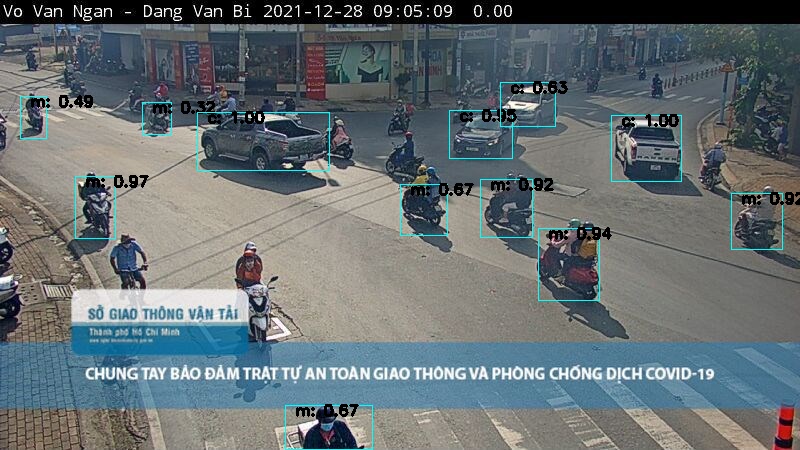 Vo Van Ngan - Dang Van Bi 2021-12-28 09:05:09 0.00
c: 0.63
m: 0.49
m: 0.32
c: 1.00
c: 0.95
c: 1.00
m: 0.97
m: 0.67
m: 0.92
m: 0.92
m: 0.94
SỞ GIAO THÔNG VẬN TẢI
Thành phố Hồ Chí Minh
CHUNG TAY BẢO ĐẢM TRẬT TỰ AN TOÀN GIAO THÔNG VÀ PHÒNG CHỐNG DỊCH COVID-19
m: 0.67